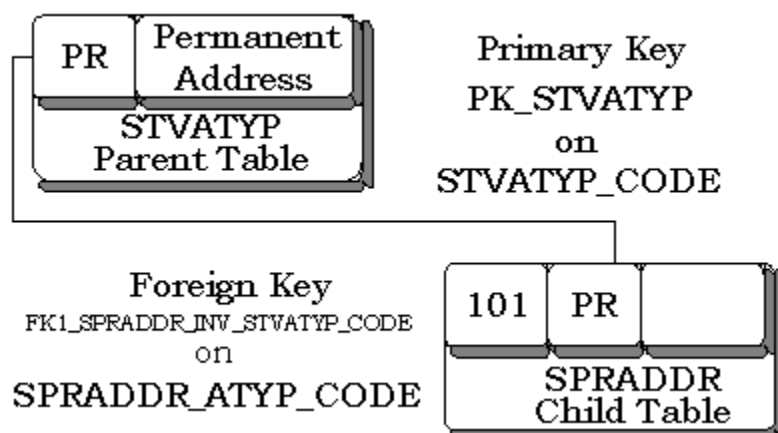 PR
Permanent
Address
STVATYP
Parent Table
Primary Key
PK_STVATYP
on
STVATYP_CODE
Foreign Key
FK1_SPRADDR_INV_STVATYP_CODE
on
SPRADDR_ATYP_CODE
101
PR
SPRADDR
Child Table